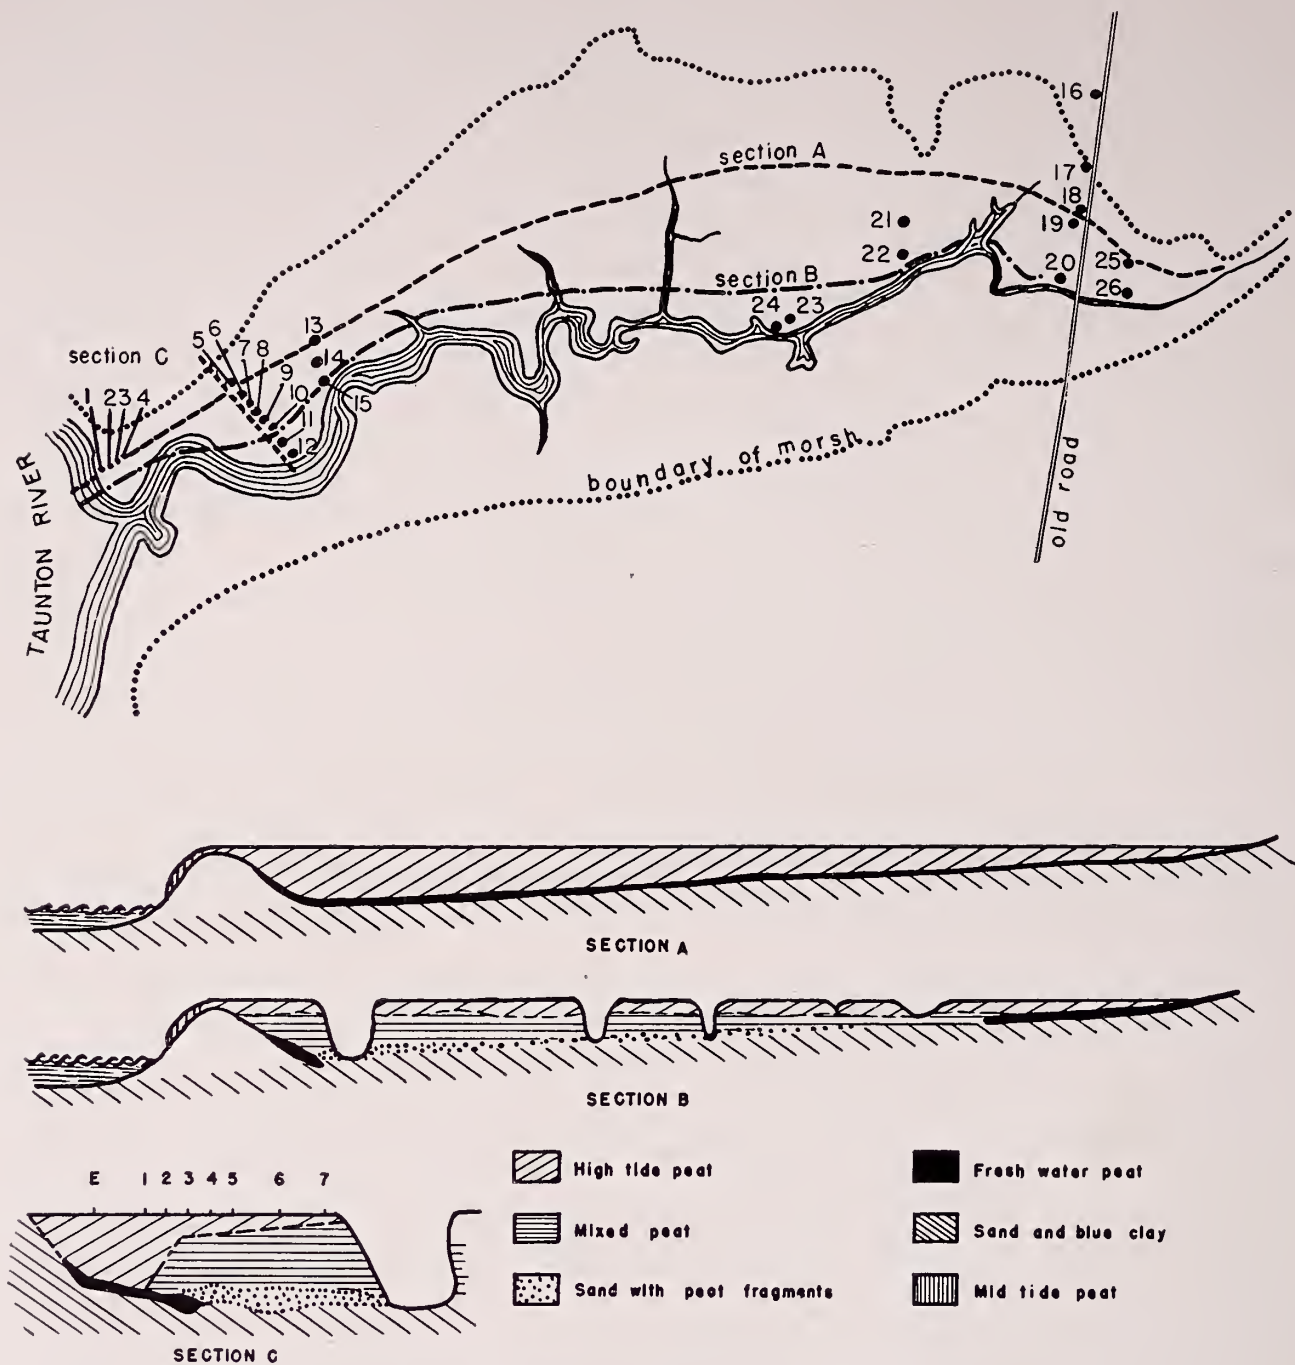 16
section A
17
18
21
19
22
20
25
section B
26
24 23
6
13
5 7 8
section C
9
14
1 2 3 4
10
15
11
12
TAUNTON RIVER
boundary of morsh
old road
SECTION A
SECTION B
E 1 2 3 4 5 6 7
High tide peat
Fresh water peat
Mixed peat
Sand and blue clay
Sand with peat fragments
Mid tide peat
SECTION C